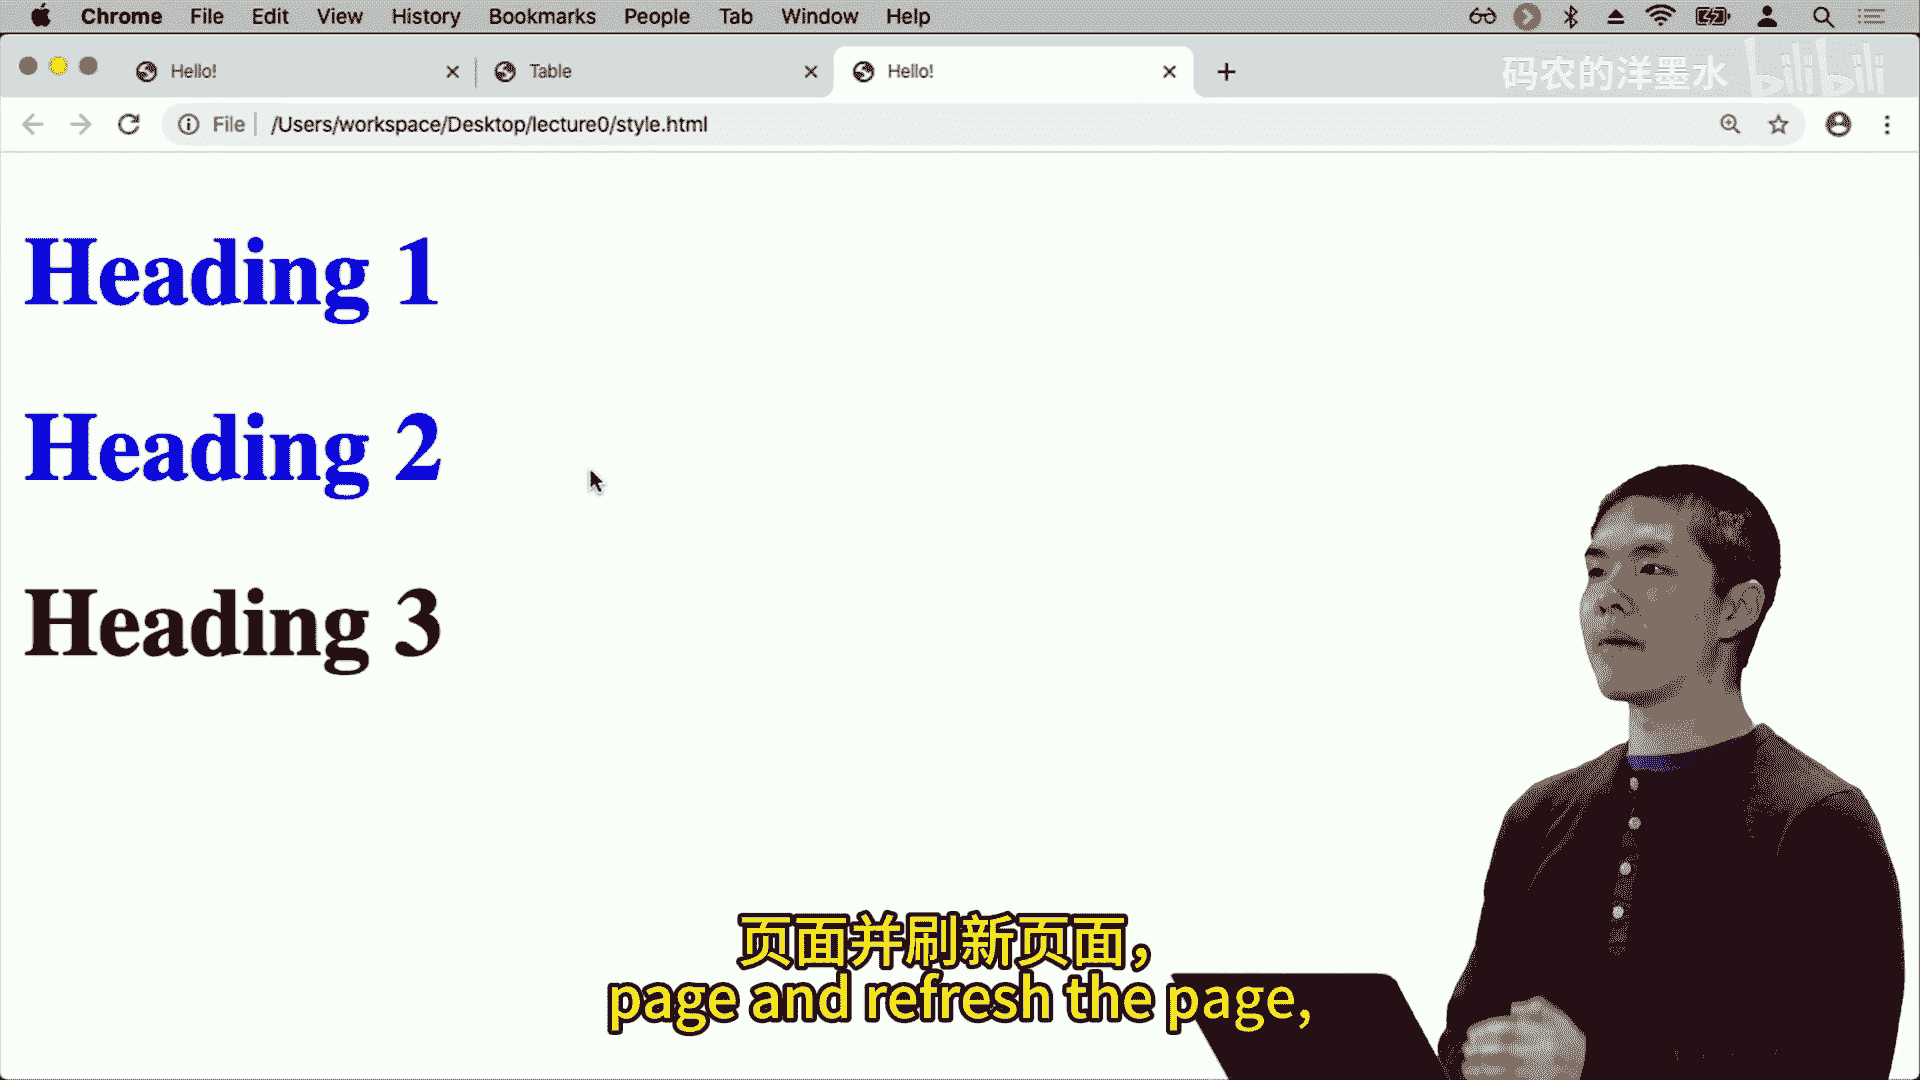 Chrome File Edit View History Bookmarks People Tab Window Help
Hello! Table Hello!
码农的洋墨水 bilibili
File /Users/workspace/Desktop/lecture0/style.html
Heading 1
Heading 2
Heading 3
页面并刷新页面，
page and refresh the page,